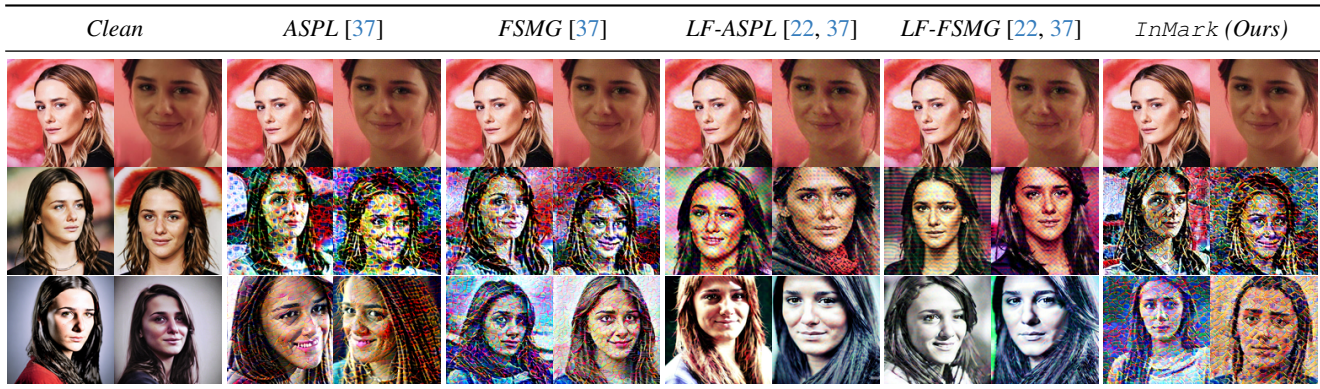 Clean ASPL [37] FSMG [37] LF-ASPL [22, 37] LF-FSMG [22, 37] InMark (Ours)